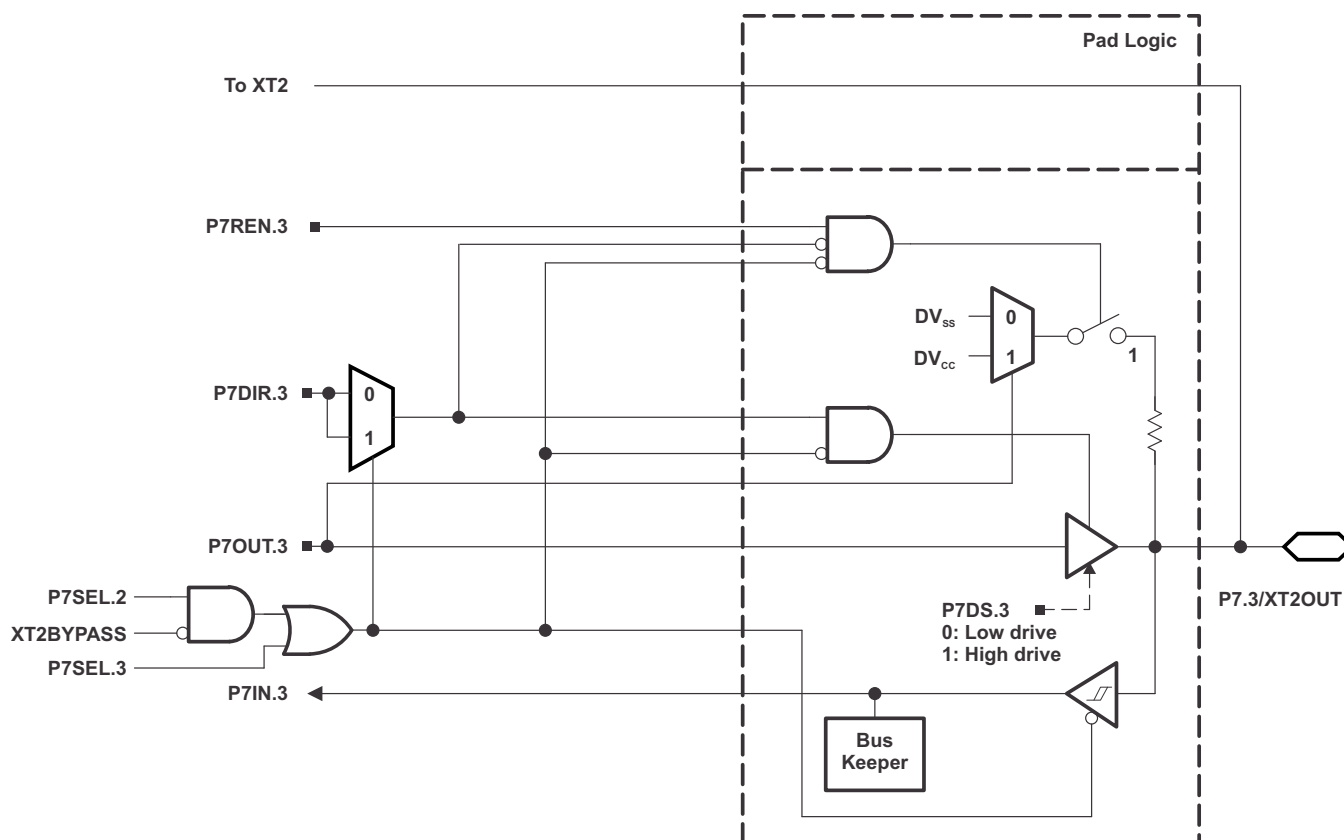 Pad Logic
To XT2
P7REN.3
DVSS 0
DVCC 1
1
P7DIR.3
0
1
P7OUT.3
P7SEL.2
XT2BYPASS
P7SEL.3
P7DS.3
0: Low drive
1: High drive
P7.3/XT2OUT
P7IN.3
Bus
Keeper